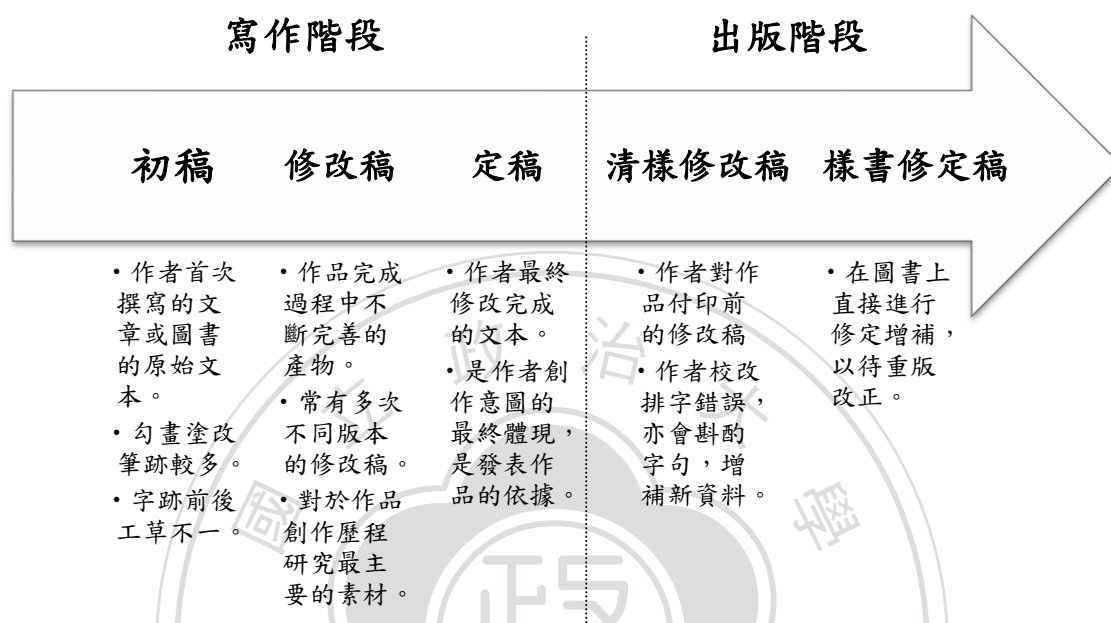 寫作階段
出版階段
初稿
修改稿
定稿
清樣修改稿
樣書修定稿
・作者首次
撰寫的文
章或圖書
的原始文
本。
・勾畫塗改
筆跡較多。
・字跡前後
工草不一。
・作品完成
過程中不
斷完善的
產物。
・常有多次
不同版本
的修改稿。
・對於作品
創作歷程
研究最主
要的素材。
・作者最終
修改完成
的文本。
・是作者創
作意圖的
最終體現，
是發表作
品的依據。
・作者對作
品付印前
的修改稿
・作者校改
排字錯誤，
亦會斟酌
字句，增
補新資料。
・在圖書上
直接進行
修定增補，
以待重版
改正。
國立政治大學